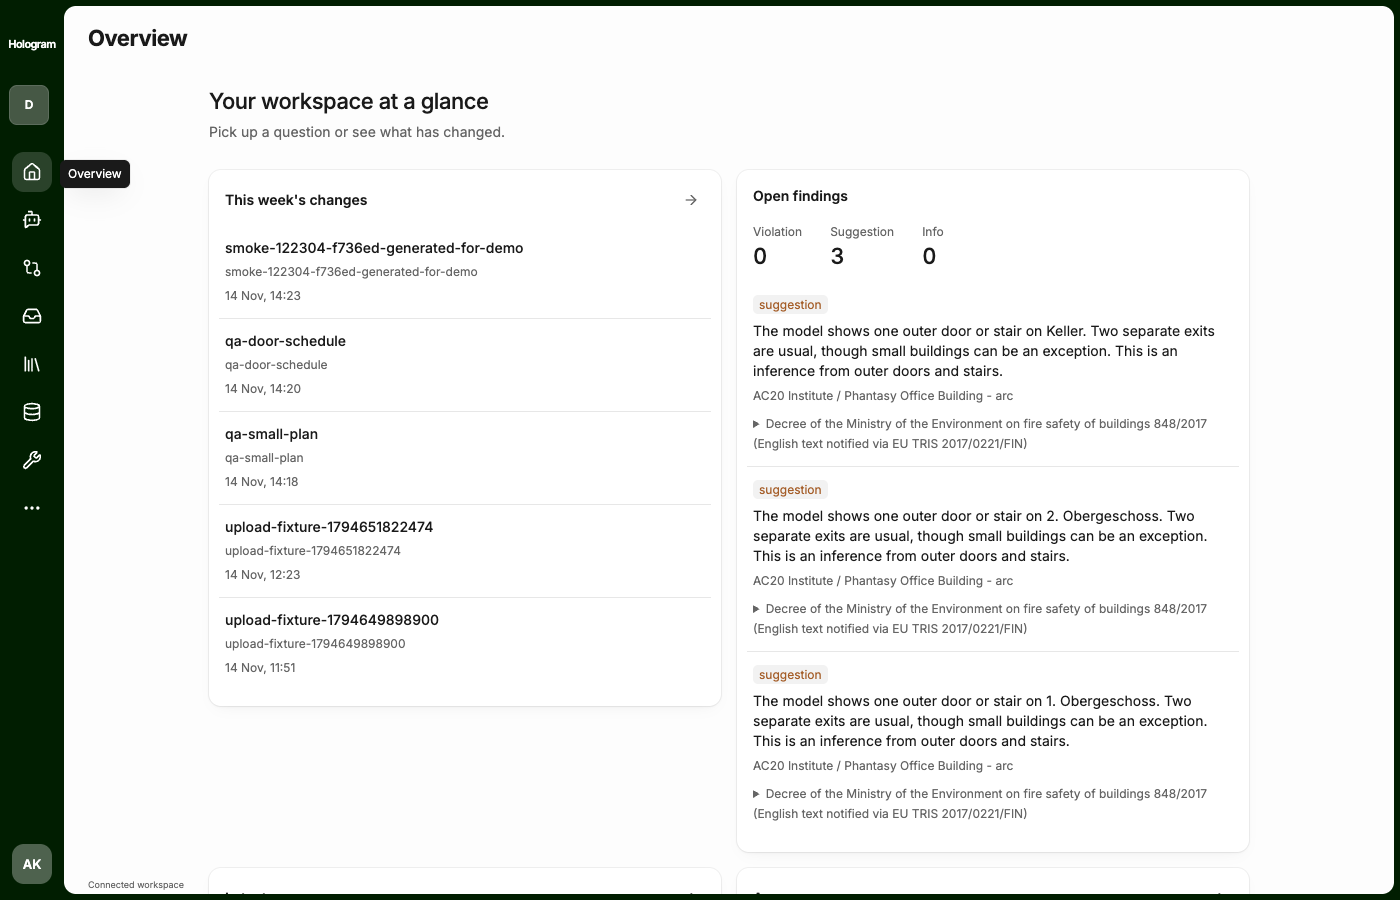 Hologram
D
Overview
AK
Overview
Your workspace at a glance
Pick up a question or see what has changed.
This week's changes
smoke-122304-f736ed-generated-for-demo
smoke-122304-f736ed-generated-for-demo
14 Nov, 14:23
qa-door-schedule
qa-door-schedule
14 Nov, 14:20
qa-small-plan
qa-small-plan
14 Nov, 14:18
upload-fixture-1794651822474
upload-fixture-1794651822474
14 Nov, 12:23
upload-fixture-1794649898900
upload-fixture-1794649898900
14 Nov, 11:51
Open findings
Violation Suggestion Info
0 3 0
suggestion
The model shows one outer door or stair on Keller. Two separate exits
are usual, though small buildings can be an exception. This is an
inference from outer doors and stairs.
AC20 Institute / Phantasy Office Building - arc
Decree of the Ministry of the Environment on fire safety of buildings 848/2017
(English text notified via EU TRIS 2017/0221/FIN)
suggestion
The model shows one outer door or stair on 2. Obergeschoss. Two
separate exits are usual, though small buildings can be an exception.
This is an inference from outer doors and stairs.
AC20 Institute / Phantasy Office Building - arc
Decree of the Ministry of the Environment on fire safety of buildings 848/2017
(English text notified via EU TRIS 2017/0221/FIN)
suggestion
The model shows one outer door or stair on 1. Obergeschoss. Two
separate exits are usual, though small buildings can be an exception.
This is an inference from outer doors and stairs.
AC20 Institute / Phantasy Office Building - arc
Decree of the Ministry of the Environment on fire safety of buildings 848/2017
(English text notified via EU TRIS 2017/0221/FIN)
Connected workspace